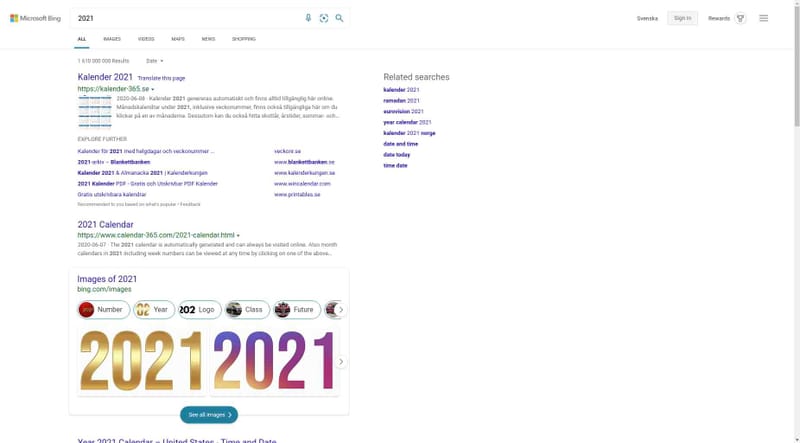 Microsoft Bing
2021
Svenska
Sign in
Rewards
ALL
IMAGES
VIDEOS
MAPS
NEWS
SHOPPING
1 610 000 000 Results
Date
Kalender 2021
Translate this page
https://kalender-365.se
2020-06-08 · Kalender 2021 genereras automatiskt och finns alltid tillgänglig här online.
Månadskalendrar under 2021, inklusive veckonummer, finns också tillgängliga här om du
klickar på en av månaderna. Dessutom kan du också hitta skottår, årstider, sommar- och...
EXPLORE FURTHER
Kalender för 2021 med helgdagar och veckonummer ...
veckonr.se
2021-arkiv – Blankettbanken
www.blankettbanken.se
Kalender 2021 & Almanacka 2021 | Kalenderkungen
www.kalenderkungen.se
2021 Kalender PDF - Gratis och Utskrivbar PDF Kalender
www.wincalendar.com
Gratis utskrivbara kalendrar
www.printables.se
Recommended to you based on what's popular • Feedback
2021 Calendar
https://www.calendar-365.com/2021-calendar.html
2020-06-07 · The 2021 calendar is automatically generated and can always be visited online. Also month
calendars in 2021 including week numbers can be viewed at any time by clicking on one of the above...
Images of 2021
bing.com/images
Number
Year
Logo
Class
Future
2021
2021
See all images
Year 2021 Calendar – United States - Time and Date
Related searches
kalender 2021
ramadan 2021
eurovision 2021
year calendar 2021
kalender 2021 norge
date and time
date today
time date